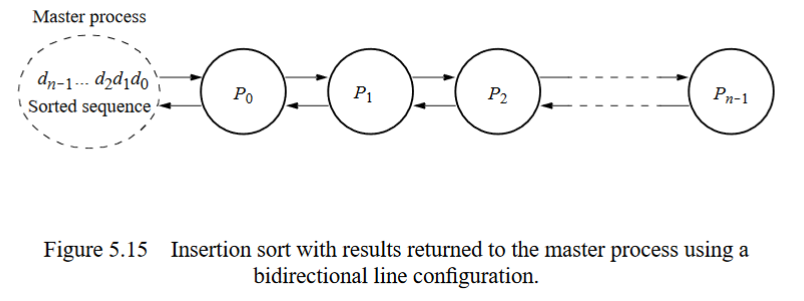 Master process
dₙ₋₁... d₂d₁d₀
Sorted sequence
P₀
P₁
P₂
Pₙ₋₁
Figure 5.15 Insertion sort with results returned to the master process using a
bidirectional line configuration.